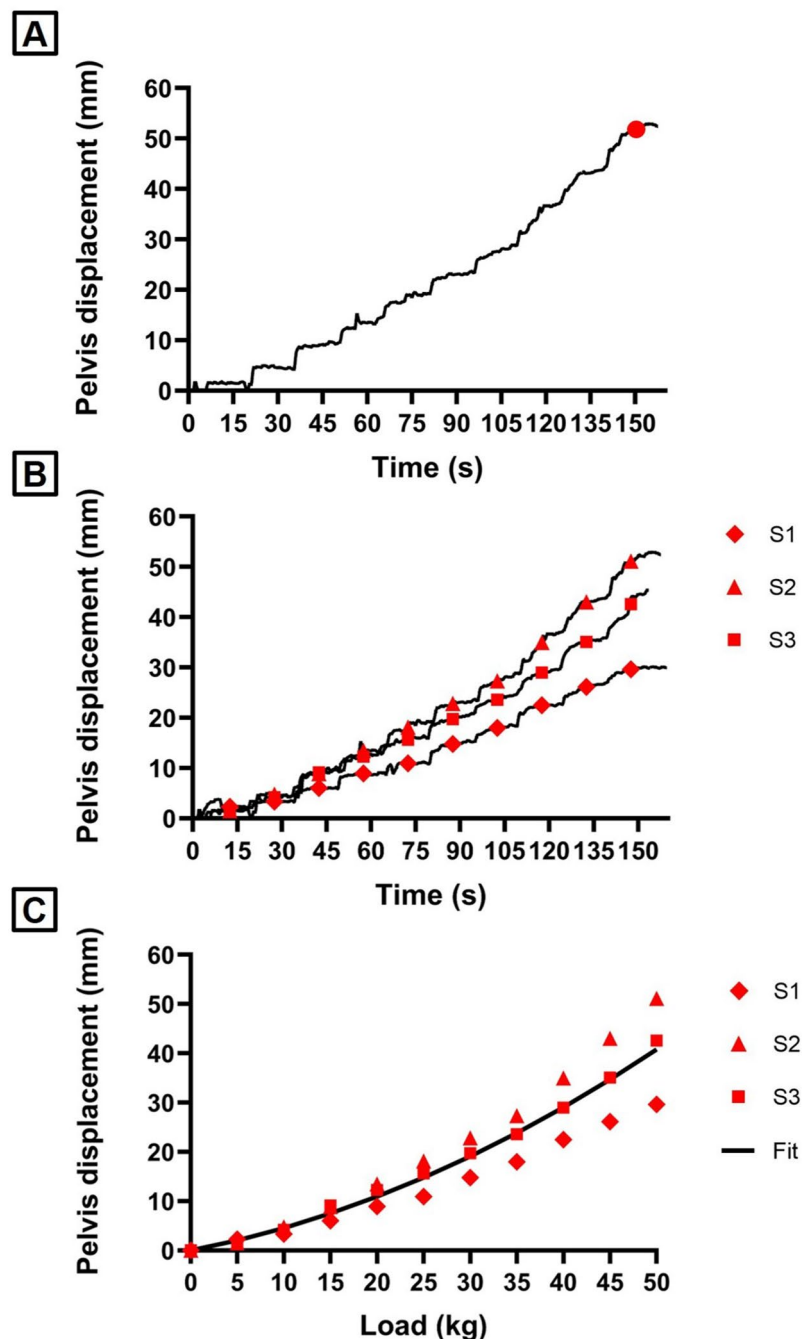 A
Pelvis displacement (mm)
60
50
40
30
20
10
0
0 15 30 45 60 75 90 105 120 135 150
Time (s)
B
Pelvis displacement (mm)
60
50
40
30
20
10
0
0 15 30 45 60 75 90 105 120 135 150
Time (s)
S1
S2
S3
C
Pelvis displacement (mm)
60
50
40
30
20
10
0
0 5 10 15 20 25 30 35 40 45 50
Load (kg)
S1
S2
S3
Fit